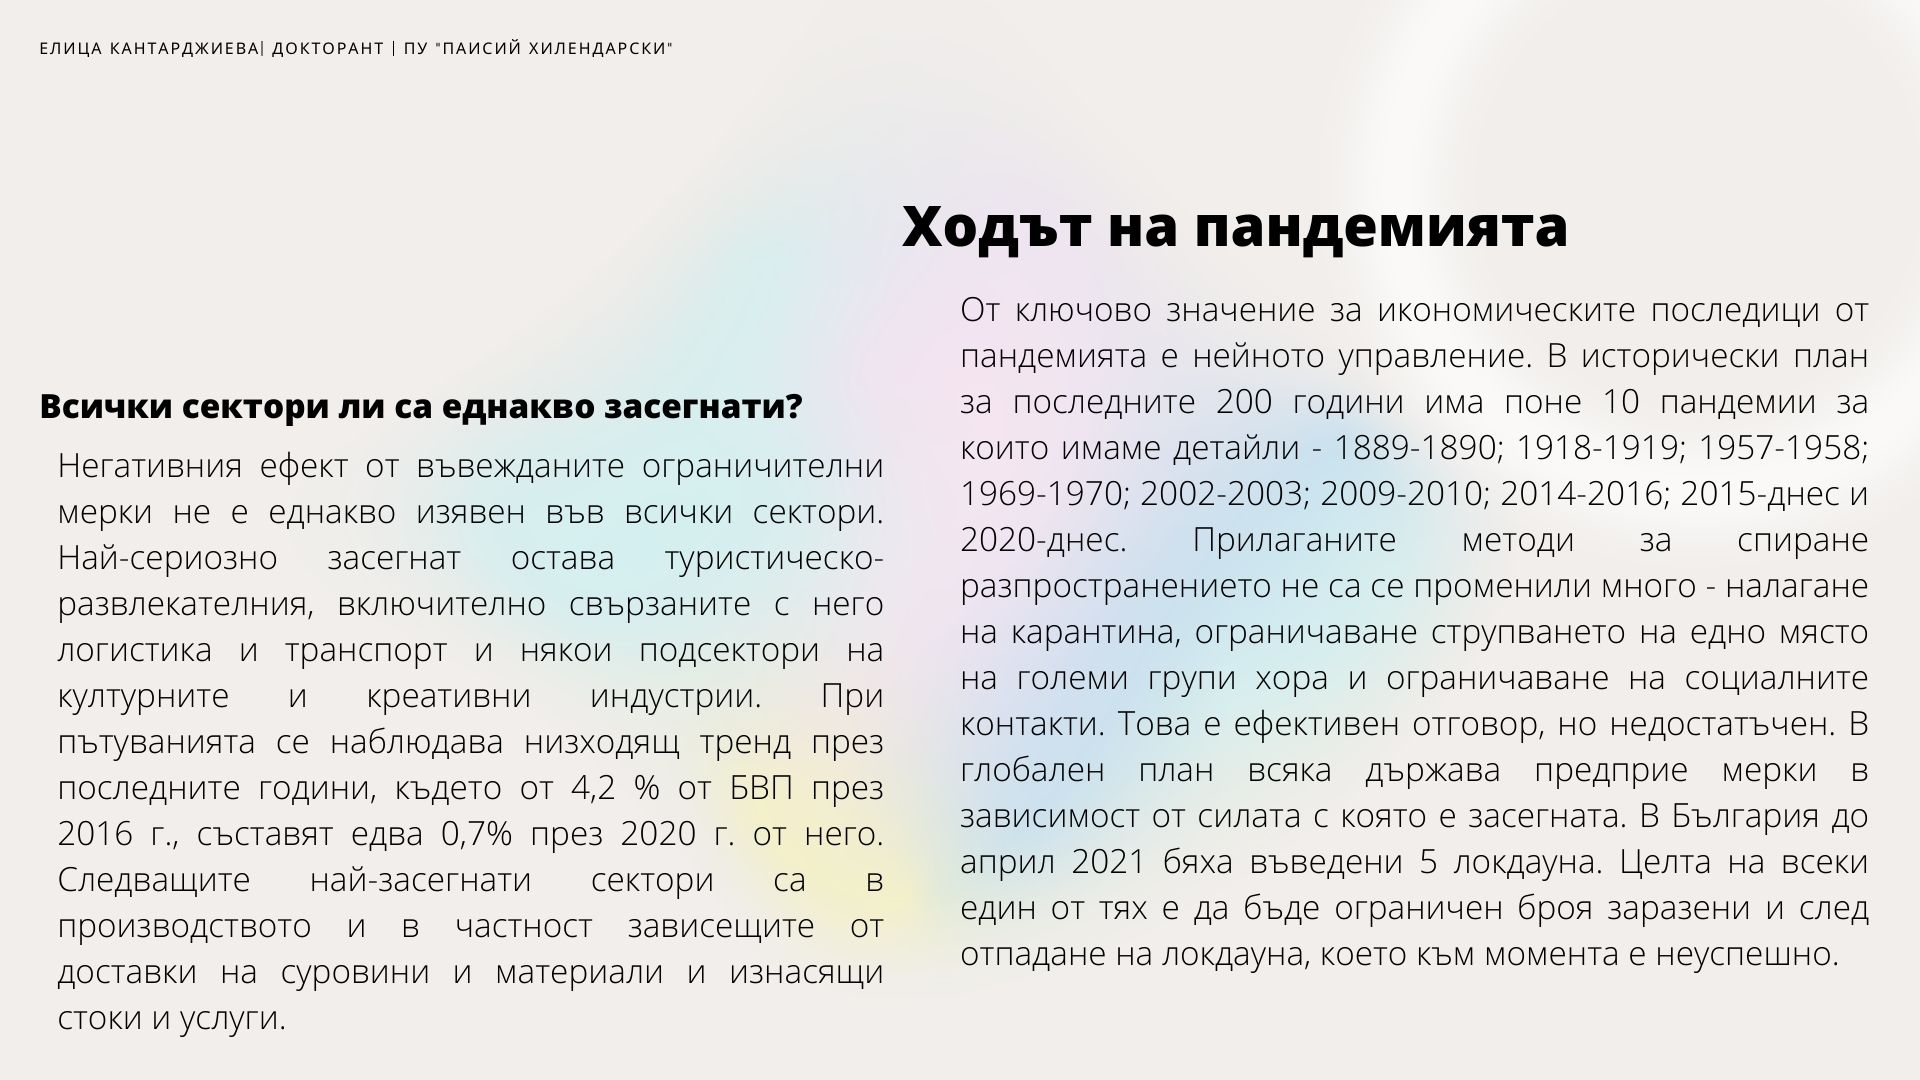 ЕЛИЦА КАНТАРДЖИЕВА| ДОКТОРАНТ | ПУ "ПАИСИЙ ХИЛЕНДАРСКИ"
Всички сектори ли са еднакво засегнати?
Негативния ефект от въвежданите ограничителни
мерки не е еднакво изявен във всички сектори.
Най-сериозно засегнат остава туристическо-
развлекателния, включително свързаните с него
логистика и транспорт и някои подсектори на
културните и креативни индустрии. При
пътуванията се наблюдава низходящ тренд през
последните години, където от 4,2 % от БВП през
2016 г., съставят едва 0,7% през 2020 г. от него.
Следващите най-засегнати сектори са в
производството и в частност зависещите от
доставки на суровини и материали и изнасящи
стоки и услуги.
Ходът на пандемията
От ключово значение за икономическите последици от
пандемията е нейното управление. В исторически план
за последните 200 години има поне 10 пандемии за
които имаме детайли - 1889-1890; 1918-1919; 1957-1958;
1969-1970; 2002-2003; 2009-2010; 2014-2016; 2015-днес и
2020-днес. Прилаганите методи за спиране
разпространението не са се променили много - налагане
на карантина, ограничаване струпването на едно място
на големи групи хора и ограничаване на социалните
контакти. Това е ефективен отговор, но недостатъчен. В
глобален план всяка държава предприе мерки в
зависимост от силата с която е засегната. В България до
април 2021 бяха въведени 5 локдауна. Целта на всеки
един от тях е да бъде ограничен броя заразени и след
отпадане на локдауна, което към момента е неуспешно.